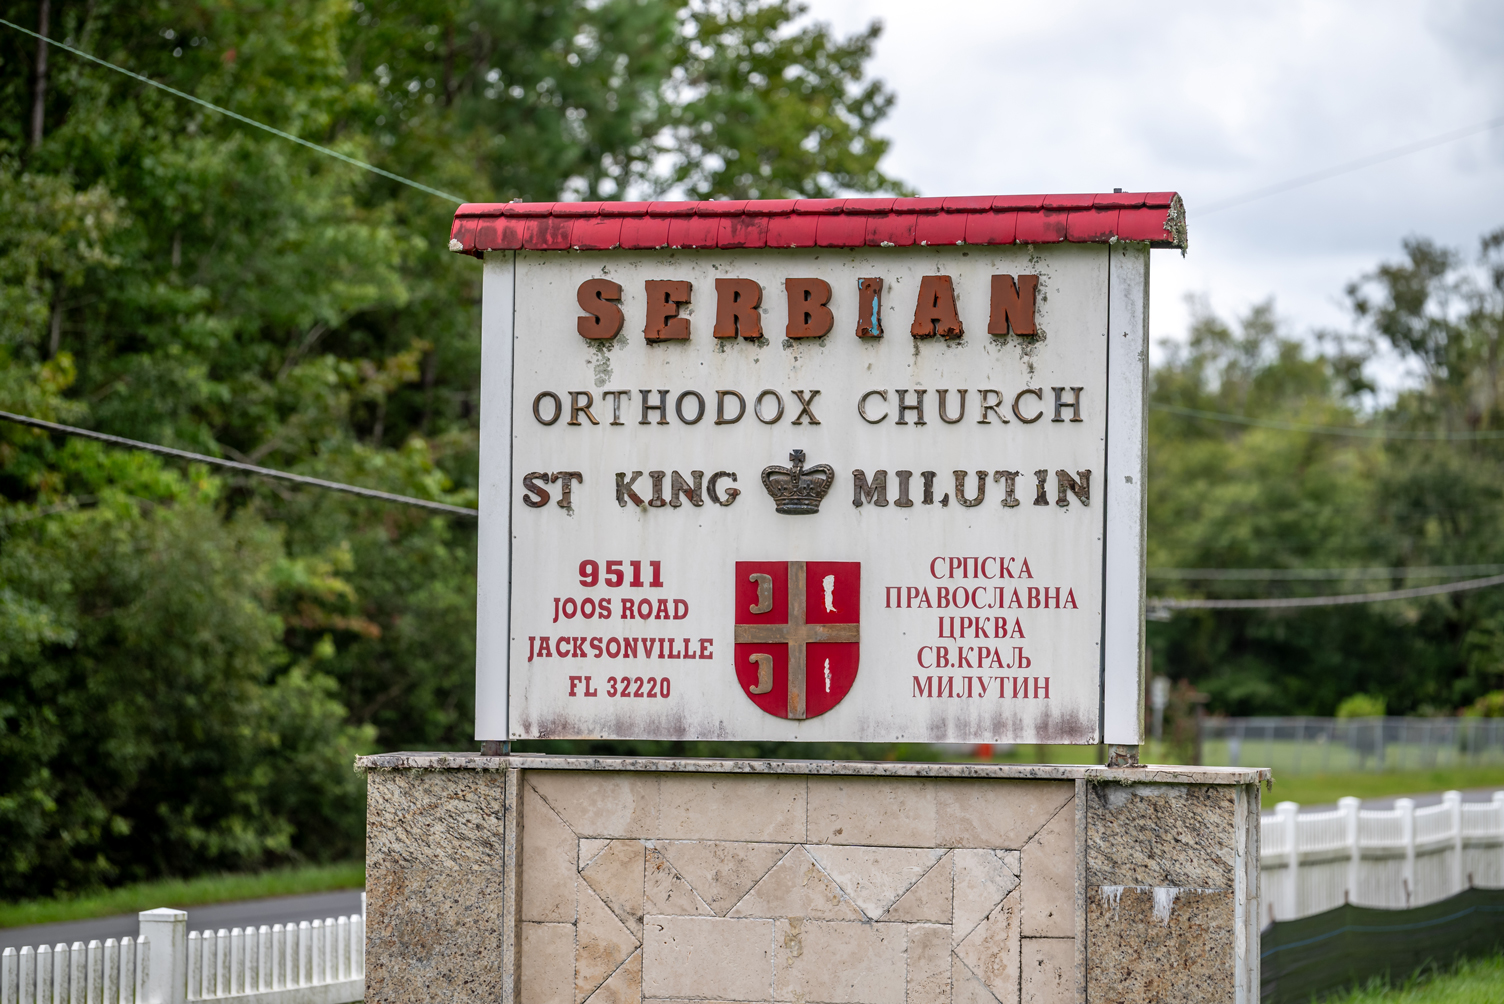 SERBIAN
ORTHODOX CHURCH
ST KING MILUTIN
9511
JOOS ROAD
JACKSONVILLE
FL 32220
СРПСКА
ПРАВОСЛАВНА
ЦРКВА
СВ.КРАЉ
МИЛУТИН